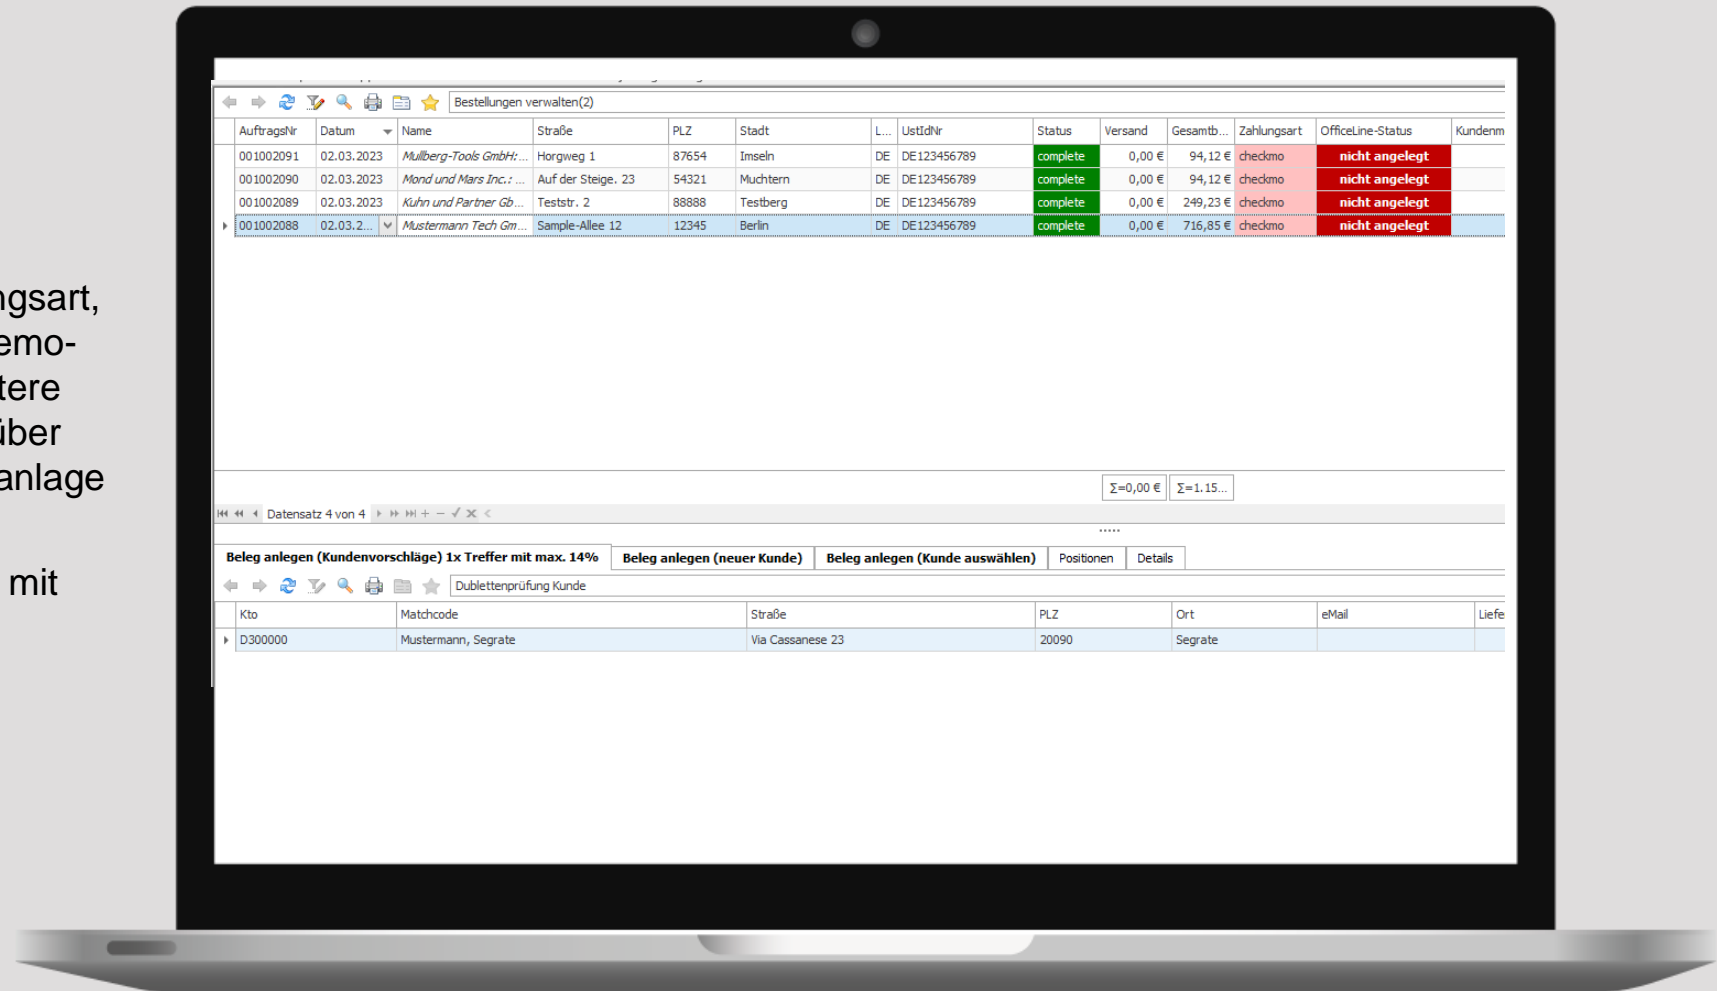 ngsart,
emo-
tere
über
anlage
mit
Bestellungen verwalten(2)
AuftragsNr Datum Name Straße PLZ Stadt L... UstIdNr Status Versand Gesamtb... Zahlungsart OfficeLine-Status Kundenm
001002091 02.03.2023 Mullberg-Tools GmbH:... Horgweg 1 87654 Imseln DE DE123456789 complete 0,00 € 94,12 € checkmo nicht angelegt
001002090 02.03.2023 Mond und Mars Inc.: ... Auf der Steige. 23 54321 Muchtern DE DE123456789 complete 0,00 € 94,12 € checkmo nicht angelegt
001002089 02.03.2023 Kuhn und Partner Gb... Teststr. 2 88888 Testberg DE DE123456789 complete 0,00 € 249,23 € checkmo nicht angelegt
001002088 02.03.2... Mustermann Tech Gm... Sample-Allee 12 12345 Berlin DE DE123456789 complete 0,00 € 716,85 € checkmo nicht angelegt
Σ=0,00 € Σ=1.15...
Datensatz 4 von 4
Beleg anlegen (Kundenvorschläge) 1x Treffer mit max. 14% Beleg anlegen (neuer Kunde) Beleg anlegen (Kunde auswählen) Positionen Details
Dublettenprüfung Kunde
Kto Matchcode Straße PLZ Ort eMail Liefe
D300000 Mustermann, Segrate Via Cassanese 23 20090 Segrate